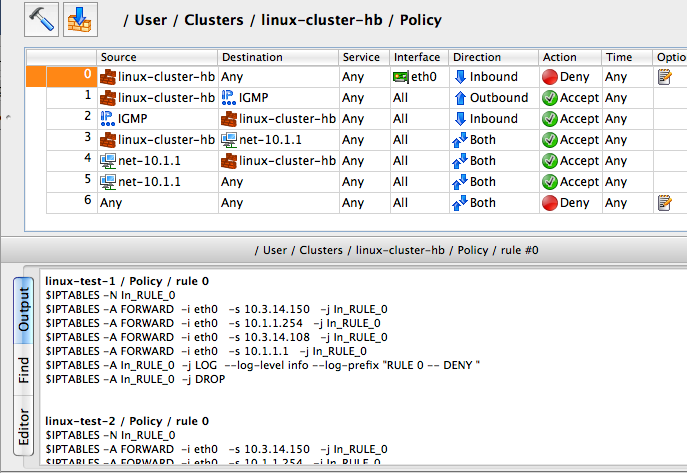 / User / Clusters / linux-cluster-hb / Policy
Source Destination Service Interface Direction Action Time Optio
0 linux-cluster-hb Any Any eth0 Inbound Deny Any
1 linux-cluster-hb IGMP Any All Outbound Accept Any
2 IGMP linux-cluster-hb Any All Inbound Accept Any
3 linux-cluster-hb net-10.1.1 Any All Both Accept Any
4 net-10.1.1 linux-cluster-hb Any All Both Accept Any
5 net-10.1.1 Any Any All Both Accept Any
6 Any Any Any All Both Deny Any
/ User / Clusters / linux-cluster-hb / Policy / rule #0
Output
Find
Editor
linux-test-1 / Policy / rule 0
$IPTABLES -N In_RULE_0
$IPTABLES -A FORWARD -i eth0 -s 10.3.14.150 -j In_RULE_0
$IPTABLES -A FORWARD -i eth0 -s 10.1.1.254 -j In_RULE_0
$IPTABLES -A FORWARD -i eth0 -s 10.3.14.108 -j In_RULE_0
$IPTABLES -A FORWARD -i eth0 -s 10.1.1.1 -j In_RULE_0
$IPTABLES -A In_RULE_0 -j LOG --log-level info --log-prefix "RULE 0 -- DENY "
$IPTABLES -A In_RULE_0 -j DROP
linux-test-2 / Policy / rule 0
$IPTABLES -N In_RULE_0
$IPTABLES -A FORWARD -i eth0 -s 10.3.14.150 -j In_RULE_0
$IPTABLES -A FORWARD -i eth0 -s 10.1.1.254 -j In_RULE_0